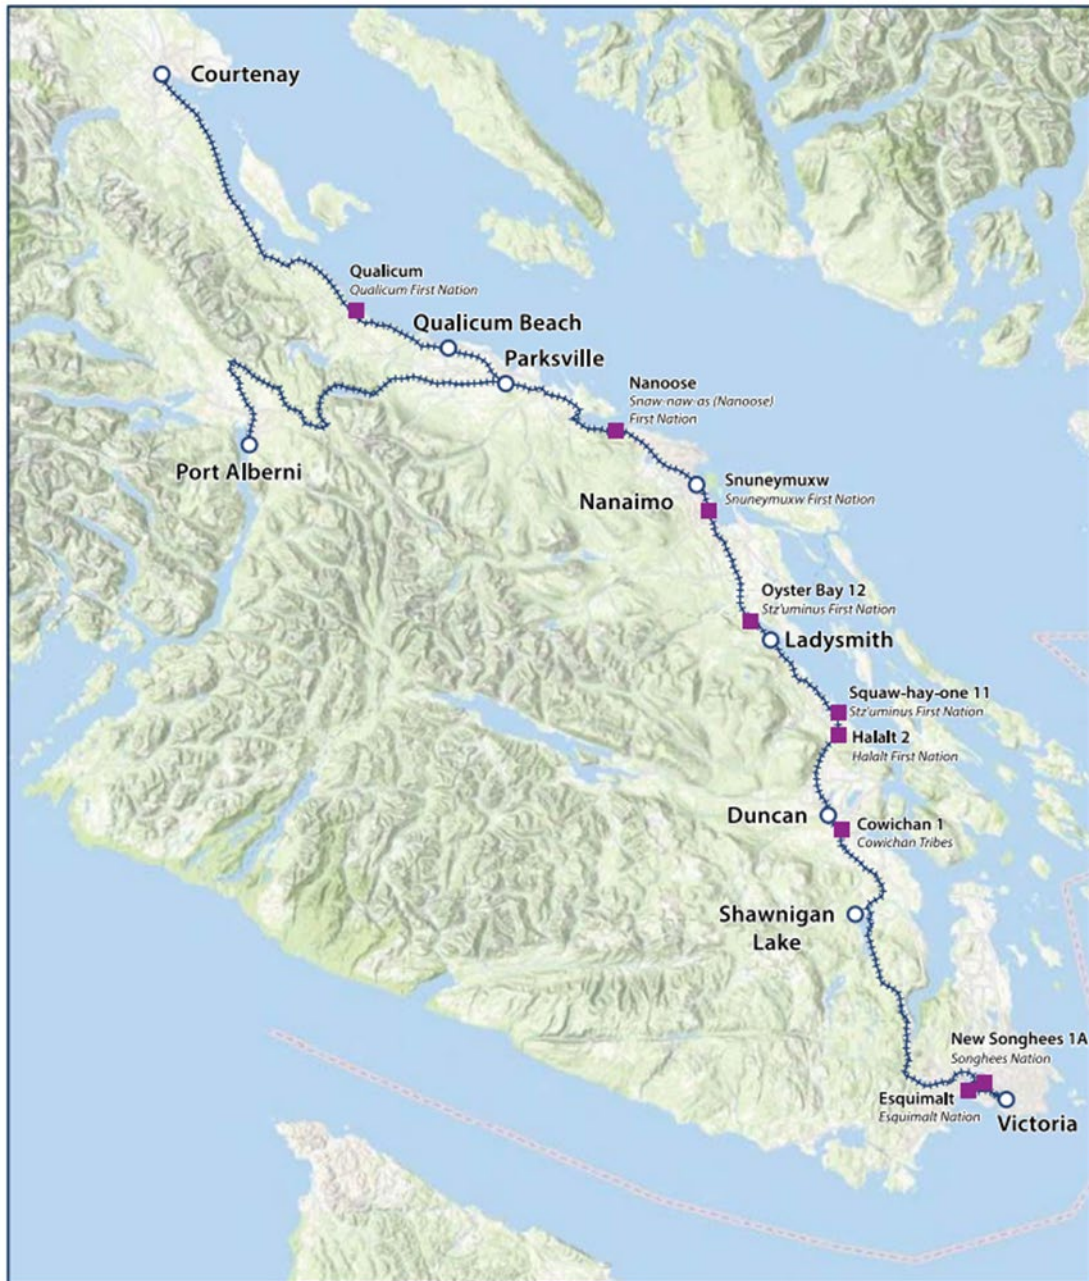 Courtenay
Qualicum
Qualicum First Nation
Qualicum Beach
Parksville
Nanoose
Snaw-naw-as (Nanoose)
First Nation
Port Alberni
Snuneymuxw
Snuneymuxw First Nation
Nanaimo
Oyster Bay 12
Stz'uminus First Nation
Ladysmith
Squaw-hay-one 11
Stz'uminus First Nation
Halalt 2
Halalt First Nation
Duncan
Cowichan 1
Cowichan Tribes
Shawnigan
Lake
New Songhees 1A
Songhees Nation
Esquimalt
Esquimalt Nation
Victoria